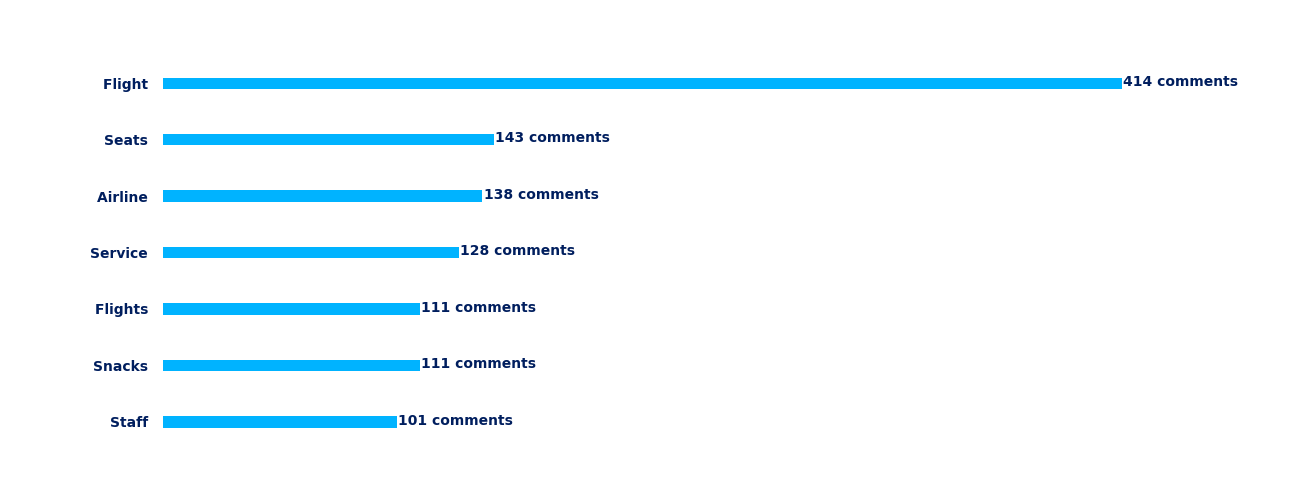 Flight 414 comments
Seats 143 comments
Airline 138 comments
Service 128 comments
Flights 111 comments
Snacks 111 comments
Staff 101 comments